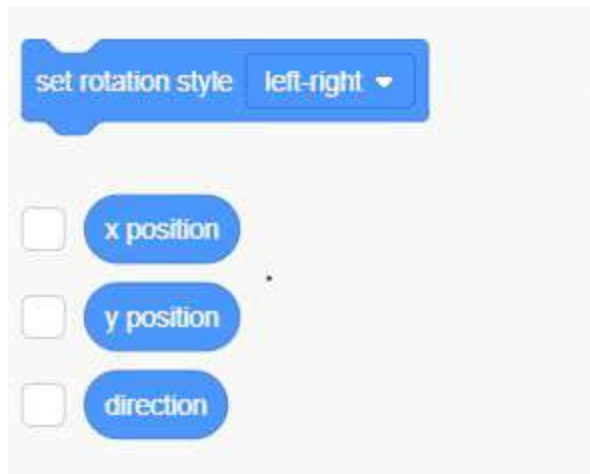 set rotation style left-right
x position
y position
direction